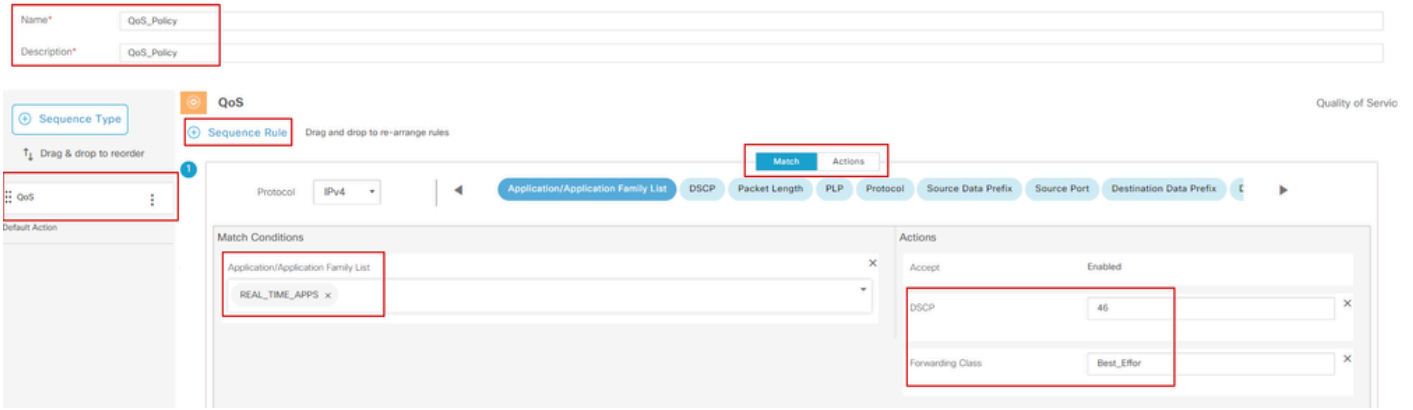 Name* QoS_Policy
Description* QoS_Policy
QoS
Quality of Servic
Sequence Type
Sequence Rule Drag and drop to re-arrange rules
Drag & drop to reorder
Match Actions
1
Protocol IPv4
Application/Application Family List DSCP Packet Length PLP Protocol Source Data Prefix Source Port Destination Data Prefix
QoS
Default Action
Match Conditions
Actions
Application/Application Family List
Accept Enabled
REAL_TIME_APPS
DSCP 46
Forwarding Class Best_Effor